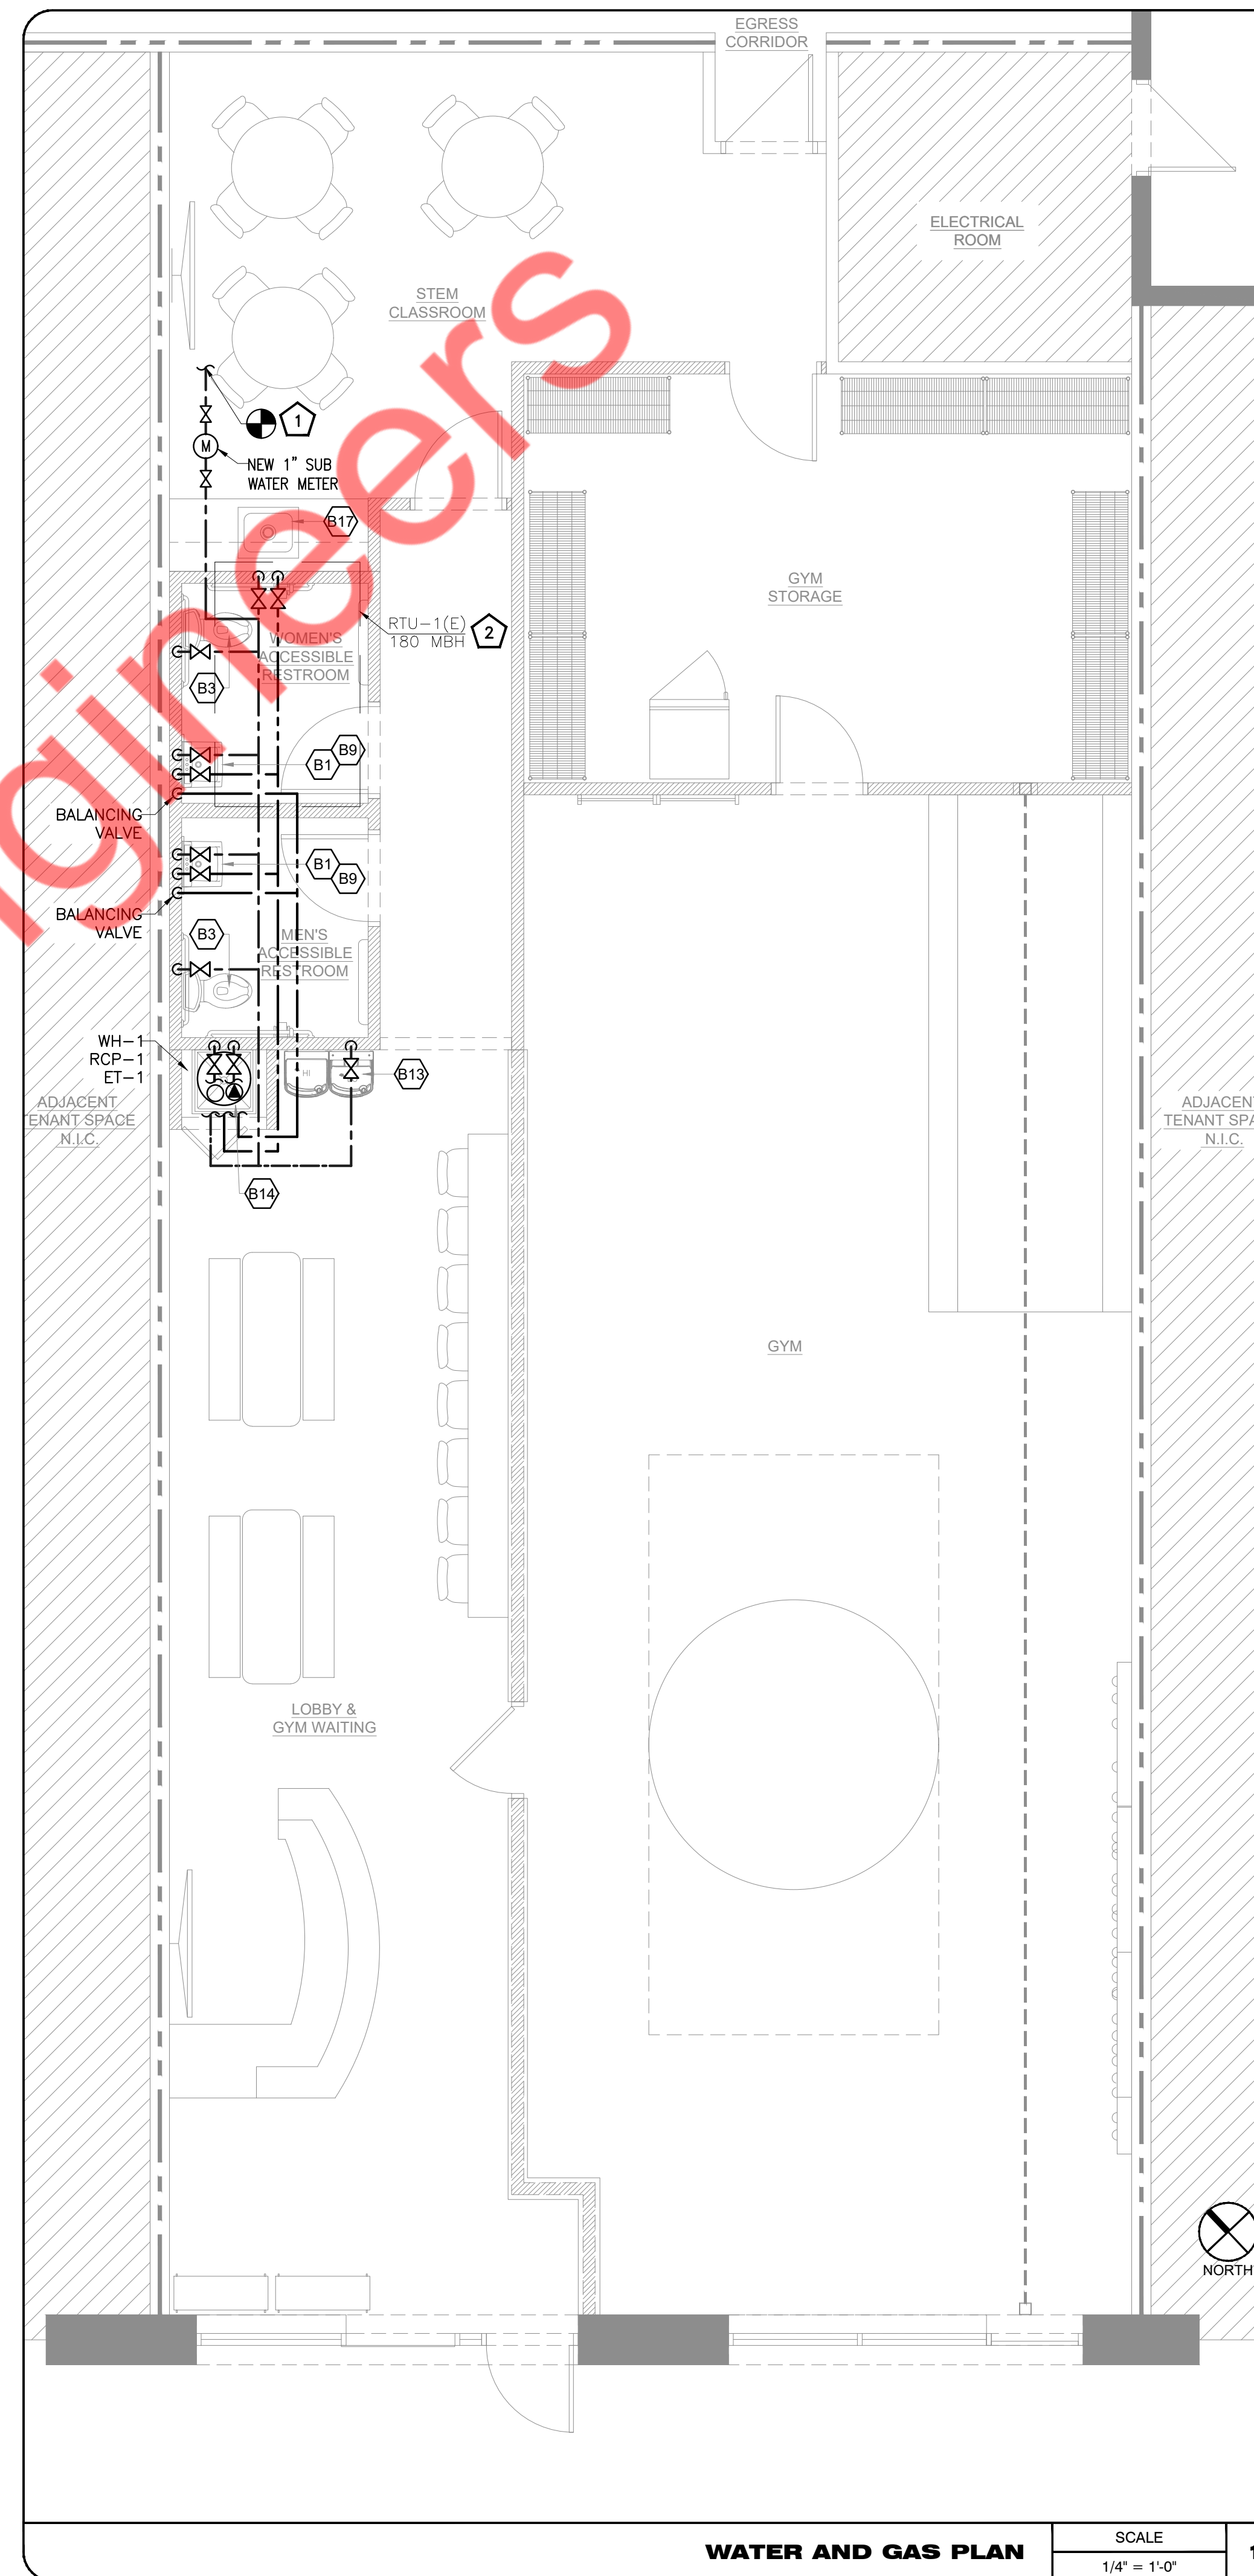 EGRESS
CORRIDOR
ELECTRICAL
ROOM
STEM
CLASSROOM
1
M
NEW 1" SUB
WATER METER
B17
GYM
STORAGE
RTU-1(E)
180 MBH
2
WOMEN'S
ACCESSIBLE
RESTROOM
B3
B9
B1
BALANCING
VALVE
B1
B9
BALANCING
VALVE
B3
MEN'S
ACCESSIBLE
RESTROOM
WH-1
RCP-1
ET-1
HI
B13
ADJACENT
TENANT SPACE
N.I.C.
ADJACENT
TENANT SPA
N.I.C.
B14
GYM
LOBBY &
GYM WAITING
NORTH
WATER AND GAS PLAN
SCALE
1/4" = 1'-0"
1
gineers